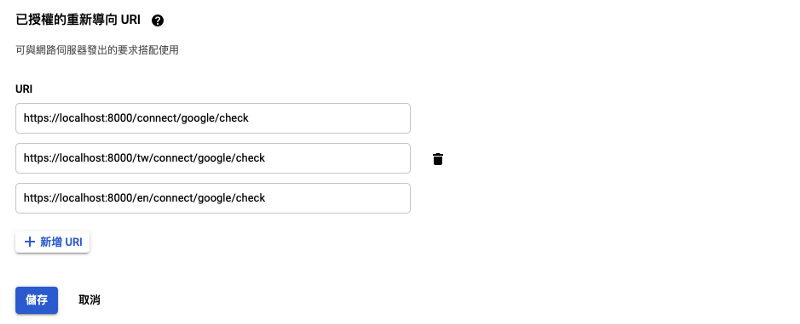 已授權的重新導向 URI
可與網路伺服器發出的要求搭配使用
URI
https://localhost:8000/connect/google/check
https://localhost:8000/tw/connect/google/check
https://localhost:8000/en/connect/google/check
+ 新增 URI
儲存 取消